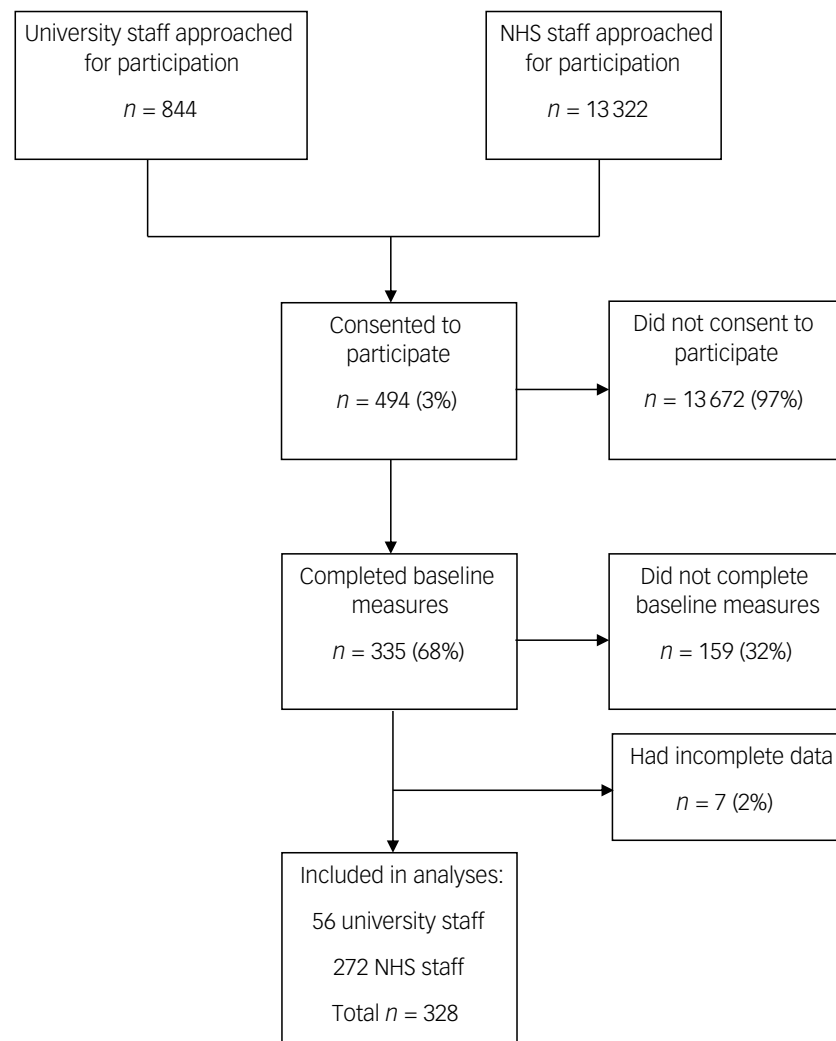 University staff approached
for participation
n = 844
NHS staff approached
for participation
n = 13 322
Consented to
participate
n = 494 (3%)
Did not consent to
participate
n = 13 672 (97%)
Completed baseline
measures
n = 335 (68%)
Did not complete
baseline measures
n = 159 (32%)
Had incomplete data
n = 7 (2%)
Included in analyses:
56 university staff
272 NHS staff
Total n = 328